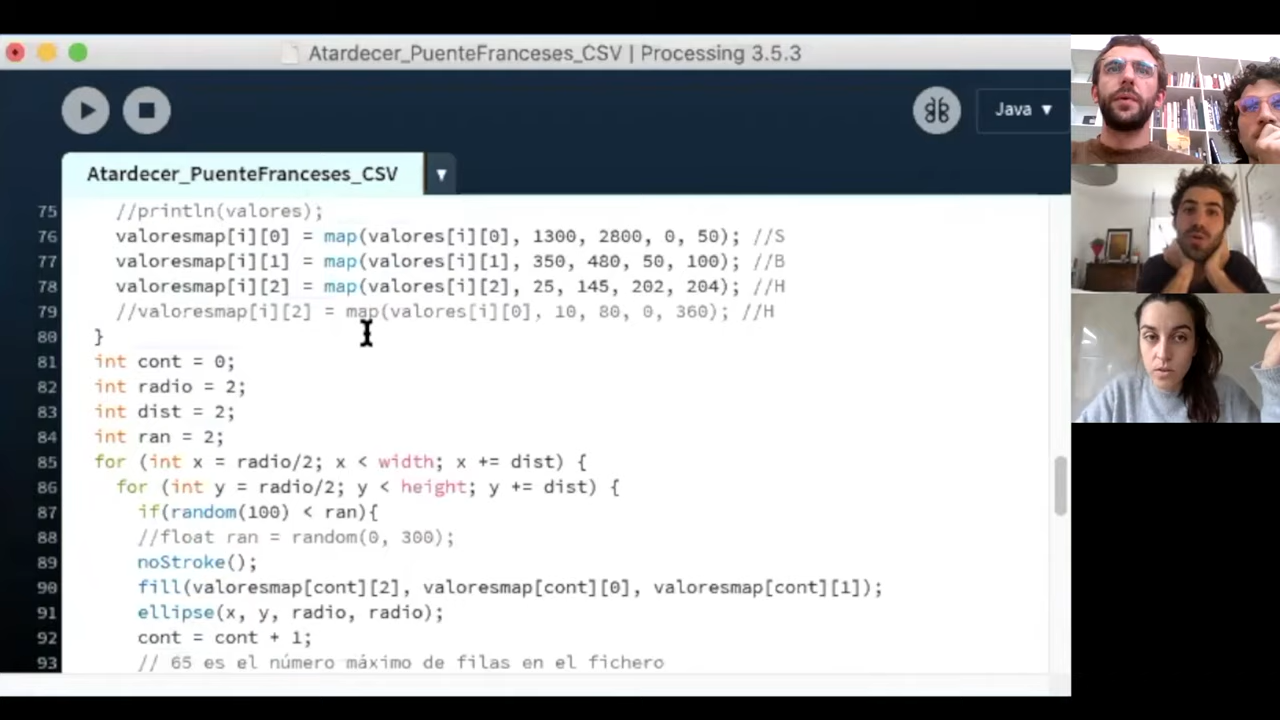 Atardecer_PuenteFranceses_CSV | Processing 3.5.3
Java ▼
Atardecer_PuenteFranceses_CSV ▼
75 //println(valores);
76 valoresmap[i][0] = map(valores[i][0], 1300, 2800, 0, 50); //S
77 valoresmap[i][1] = map(valores[i][1], 350, 480, 50, 100); //B
78 valoresmap[i][2] = map(valores[i][2], 25, 145, 202, 204); //H
79 //valoresmap[i][2] = map(valores[i][0], 10, 80, 0, 360); //H
80 }
81 int cont = 0;
82 int radio = 2;
83 int dist = 2;
84 int ran = 2;
85 for (int x = radio/2; x < width; x += dist) {
86 for (int y = radio/2; y < height; y += dist) {
87 if(random(100) < ran){
88 //float ran = random(0, 300);
89 noStroke();
90 fill(valoresmap[cont][2], valoresmap[cont][0], valoresmap[cont][1]);
91 ellipse(x, y, radio, radio);
92 cont = cont + 1;
93 // 65 es el número máximo de filas en el fichero